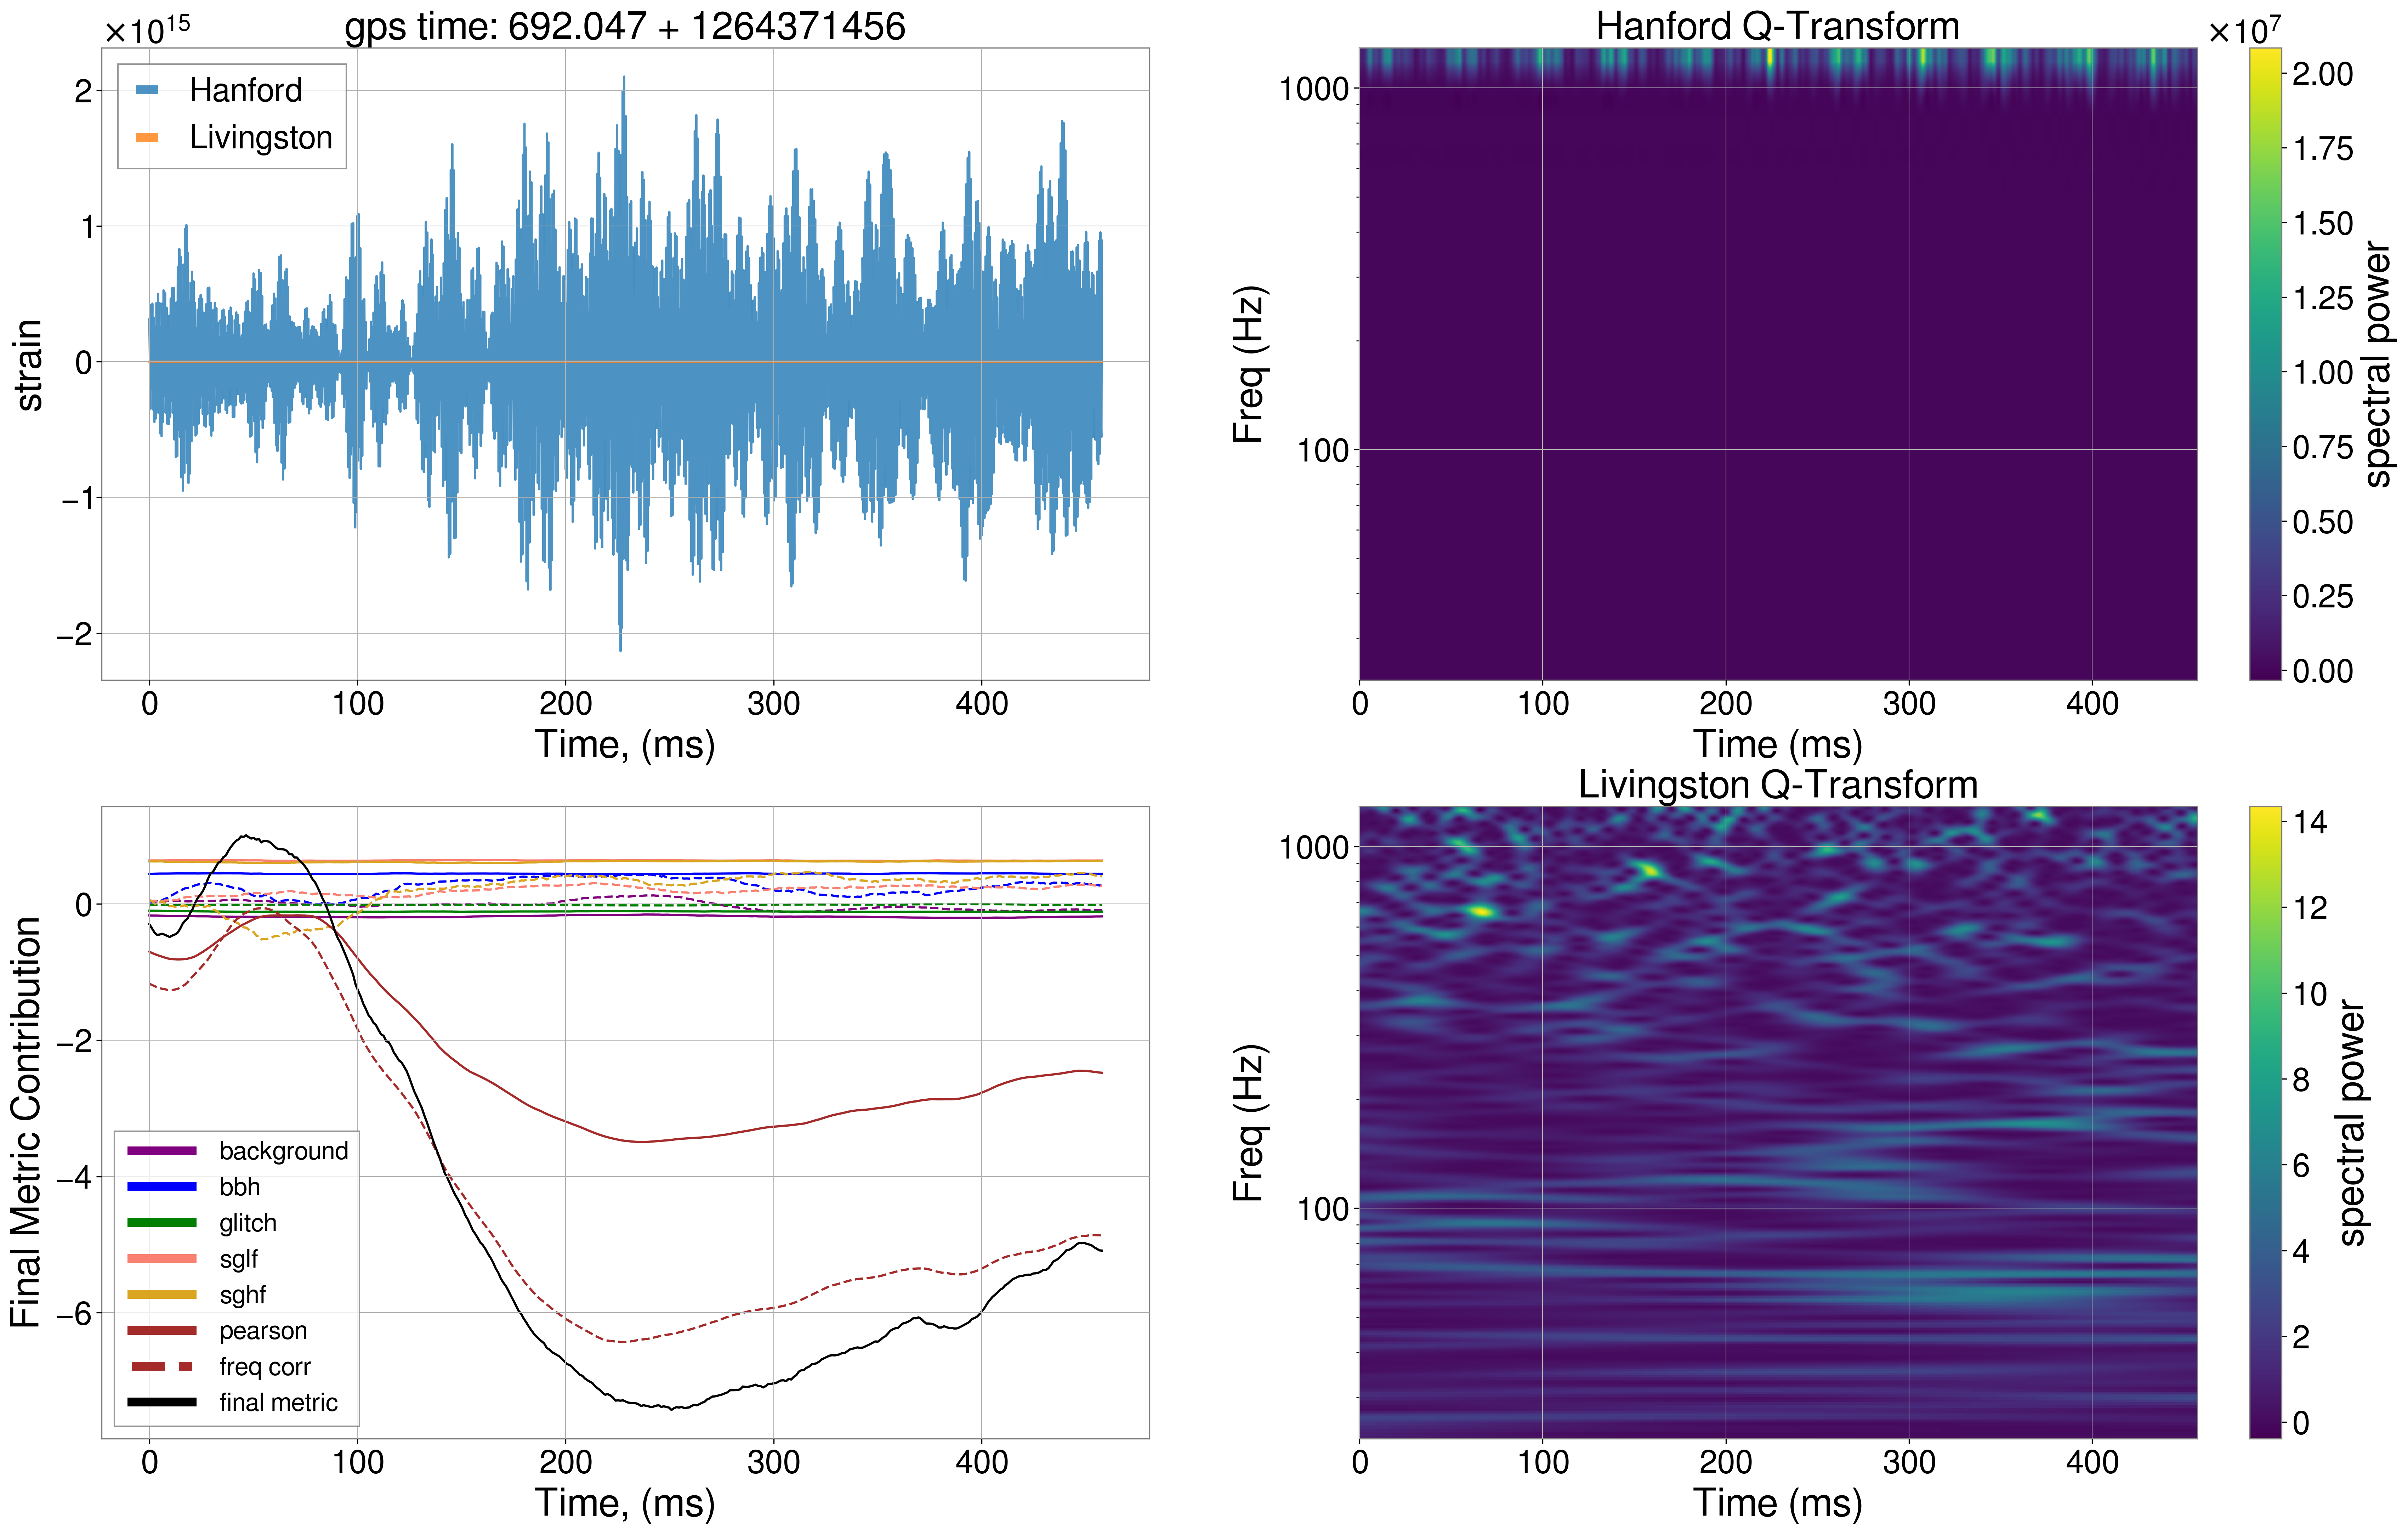 ×10¹⁵
gps time: 692.047 + 1264371456
Hanford
Livingston
2
1
0
−1
−2
strain
0 100 200 300 400
Time, (ms)
Hanford Q-Transform
×10⁷
1000
100
Freq (Hz)
0 100 200 300 400
Time (ms)
2.00
1.75
1.50
1.25
1.00
0.75
0.50
0.25
0.00
spectral power
0
−2
−4
−6
Final Metric Contribution
background
bbh
glitch
sglf
sghf
pearson
freq corr
final metric
0 100 200 300 400
Time, (ms)
Livingston Q-Transform
1000
100
Freq (Hz)
0 100 200 300 400
Time (ms)
14
12
10
8
6
4
2
0
spectral power